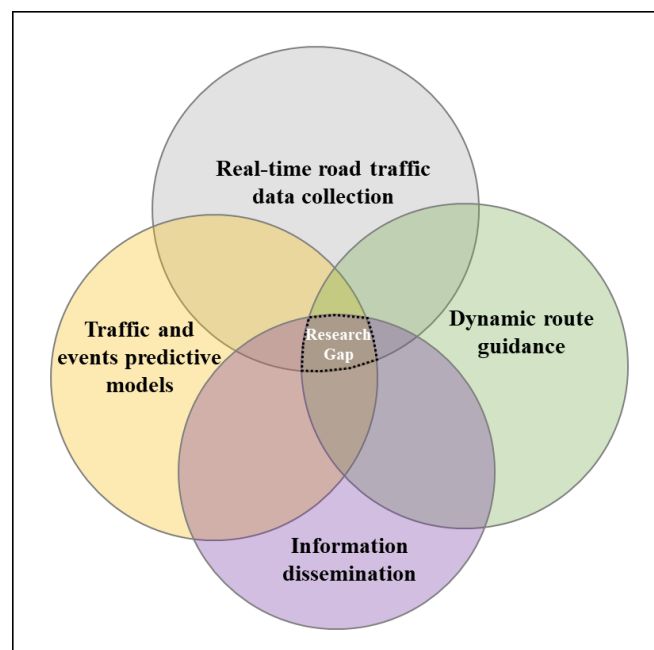 Real-time road traffic
data collection
Traffic and
events predictive
models
Dynamic route
guidance
Research
Gap
Information
dissemination